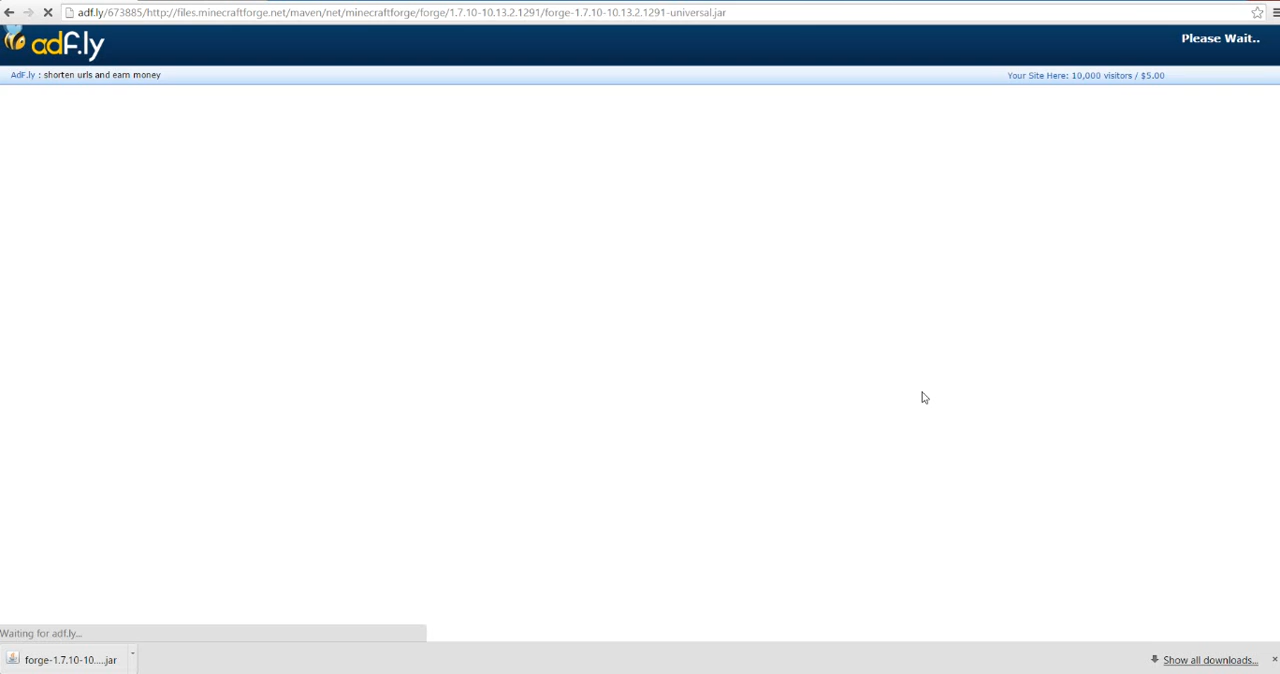 adf.ly/673885/http://files.minecraftforge.net/maven/net/minecraftforge/forge/1.7.10-10.13.2.1291/forge-1.7.10-10.13.2.1291-universal.jar
adf.ly
Please Wait..
AdF.ly : shorten urls and earn money
Your Site Here: 10,000 visitors / $5.00
Waiting for adf.ly...
forge-1.7.10-10....jar
Show all downloads...